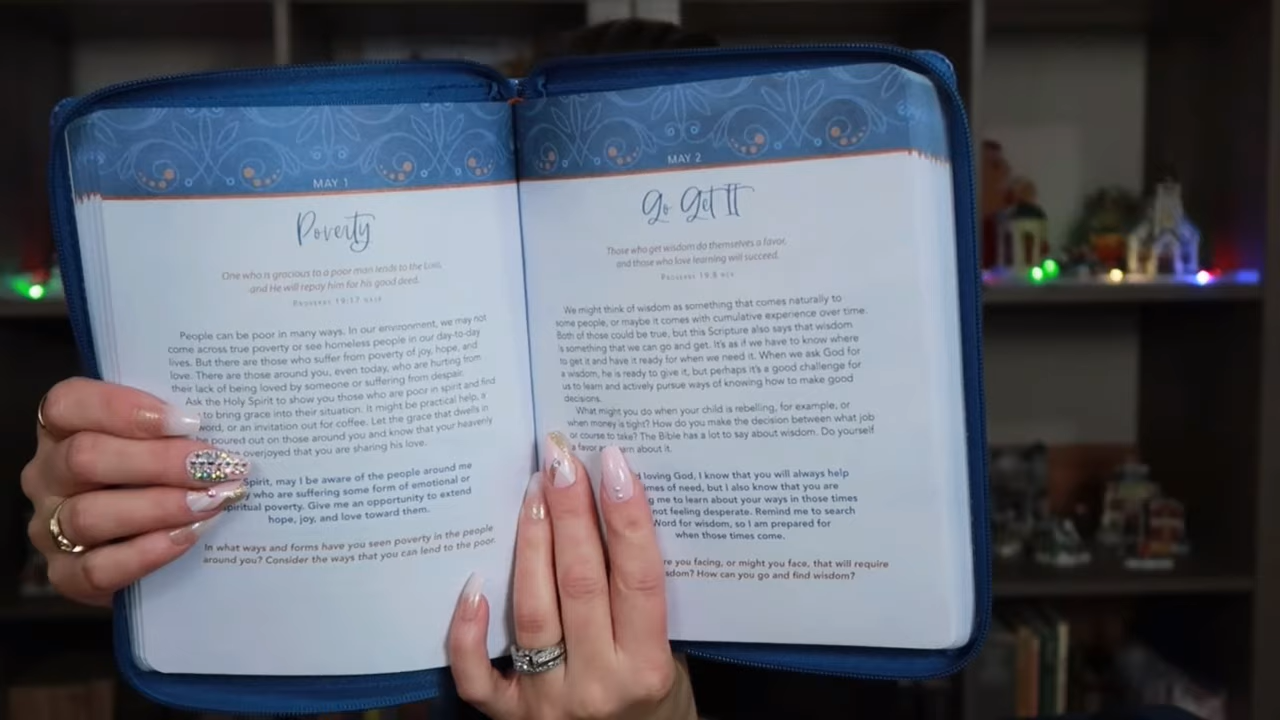 MAY 1
Poverty
One who is gracious to a poor man lends to the LORD,
and He will repay him for his good deed.
PROVERBS 19:17 NASB
People can be poor in many ways. In our environment, we may not
come across true poverty or see homeless people in our day-to-day
lives. But there are those who suffer from poverty of joy, hope, and
love. There are those around you, even today, who are hurting from
their lack of being loved by someone or suffering from despair.
Ask the Holy Spirit to show you those who are poor in spirit and find
to bring grace into their situation. It might be practical help, a
word, or an invitation out for coffee. Let the grace that dwells in
be poured out on those around you and know that your heavenly
overjoyed that you are sharing his love.
Spirit, may I be aware of the people around me
who are suffering some form of emotional or
spiritual poverty. Give me an opportunity to extend
hope, joy, and love toward them.
In what ways and forms have you seen poverty in the people
around you? Consider the ways that you can lend to the poor.
MAY 2
Go Get It
Those who get wisdom do themselves a favor,
and those who love learning will succeed.
PROVERBS 19:8 NCV
We might think of wisdom as something that comes naturally to
some people, or maybe it comes with cumulative experience over time.
Both of those could be true, but this Scripture also says that wisdom
is something that we can go and get. It's as if we have to know where
to get it and have it ready for when we need it. When we ask God for
wisdom, he is ready to give it, but perhaps it's a good challenge for
us to learn and actively pursue ways of knowing how to make good
decisions.
What might you do when your child is rebelling, for example, or
when money is tight? How do you make the decision between what job
or course to take? The Bible has a lot to say about wisdom. Do yourself
a favor learn about it.
loving God, I know that you will always help
times of need, but I also know that you are
me to learn about your ways in those times
not feeling desperate. Remind me to search
Word for wisdom, so I am prepared for
when those times come.
are you facing, or might you face, that will require
wisdom? How can you go and find wisdom?